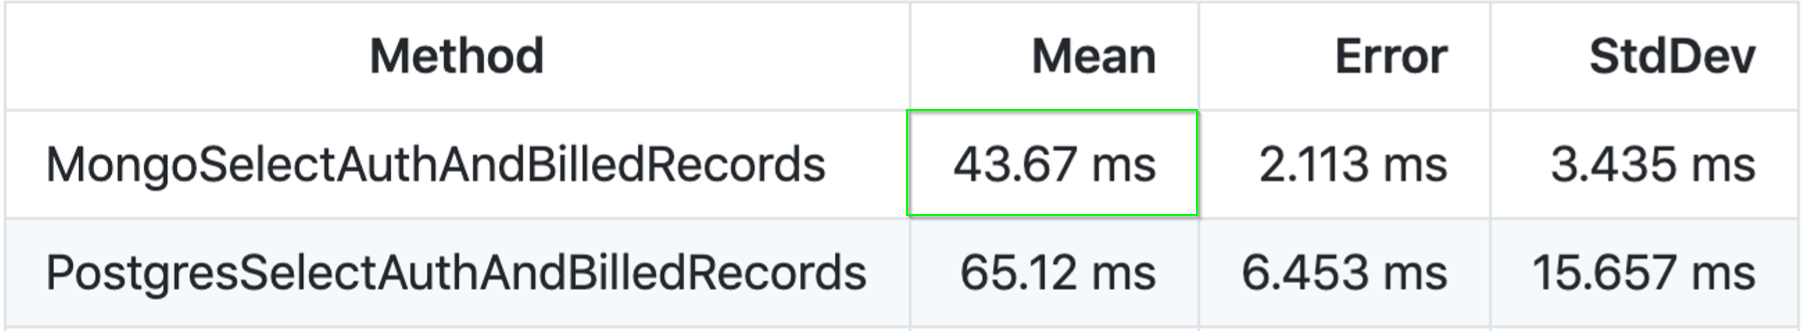 Method Mean Error StdDev
MongoSelectAuthAndBilledRecords 43.67 ms 2.113 ms 3.435 ms
PostgresSelectAuthAndBilledRecords 65.12 ms 6.453 ms 15.657 ms